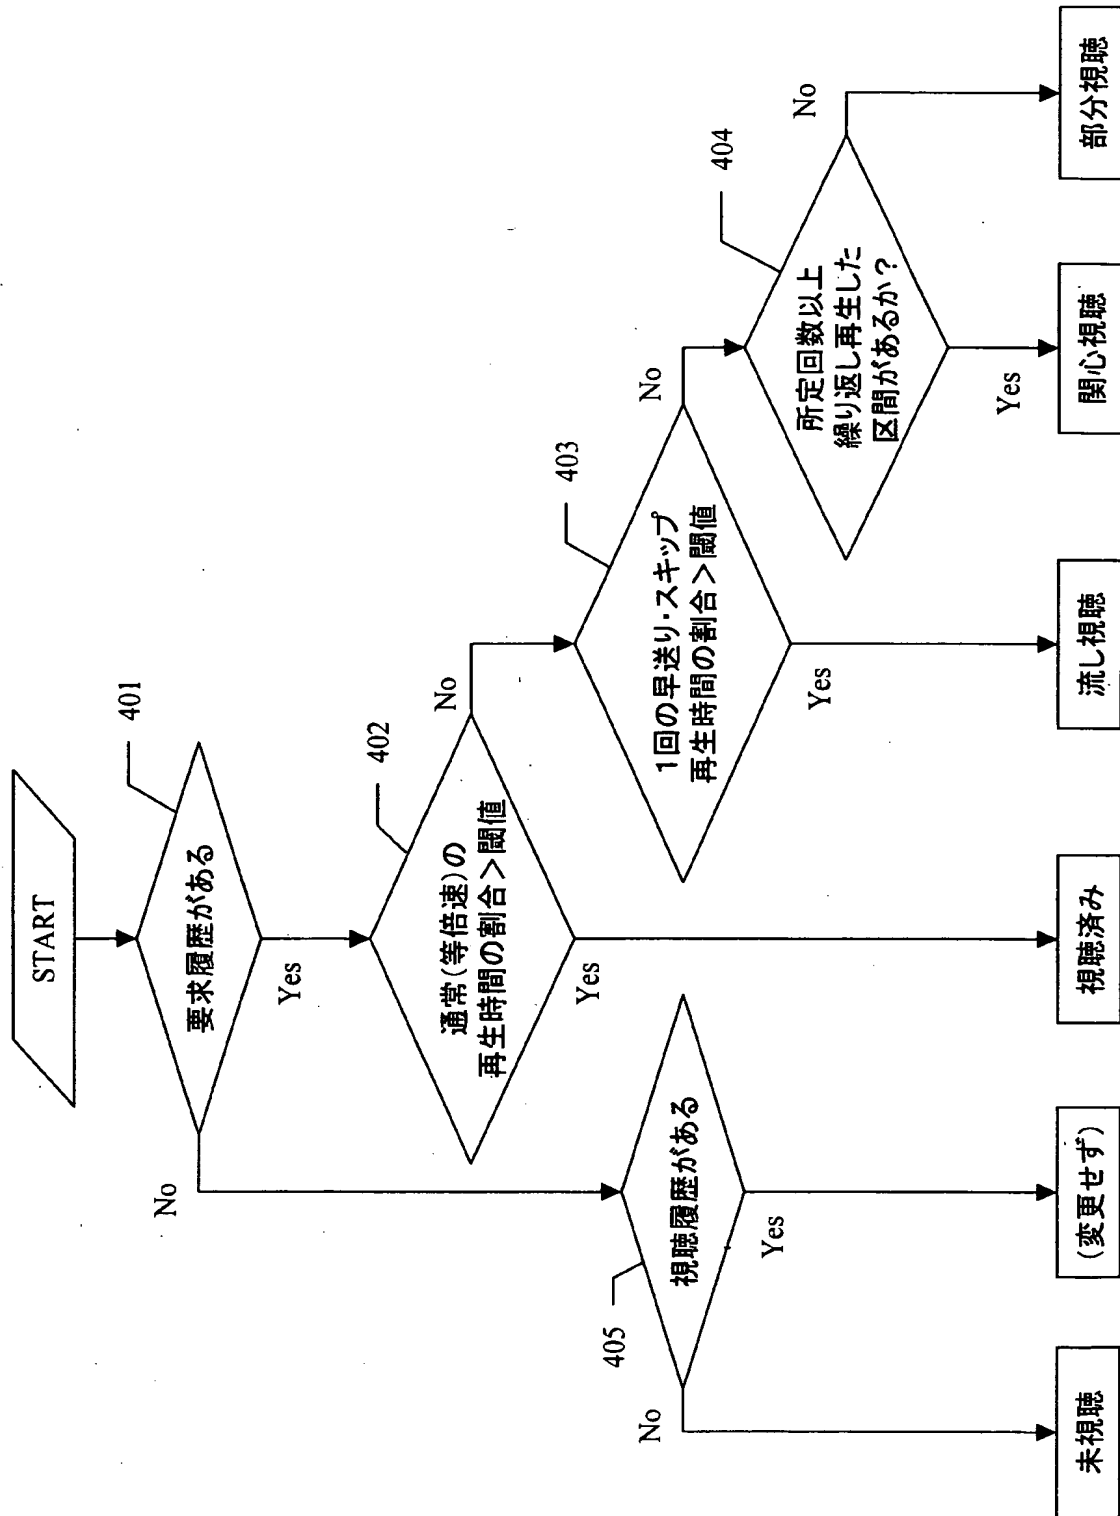 START
401
要求履歴がある
No
Yes
402
通常(等倍速)の
再生時間の割合>閾値
No
Yes
403
1回の早送り・スキップ
再生時間の割合>閾値
No
Yes
404
所定回数以上
繰り返し再生した
区間があるか?
No
Yes
405
視聴履歴がある
No
Yes
未視聴
(変更せず)
視聴済み
流し視聴
関心視聴
部分視聴